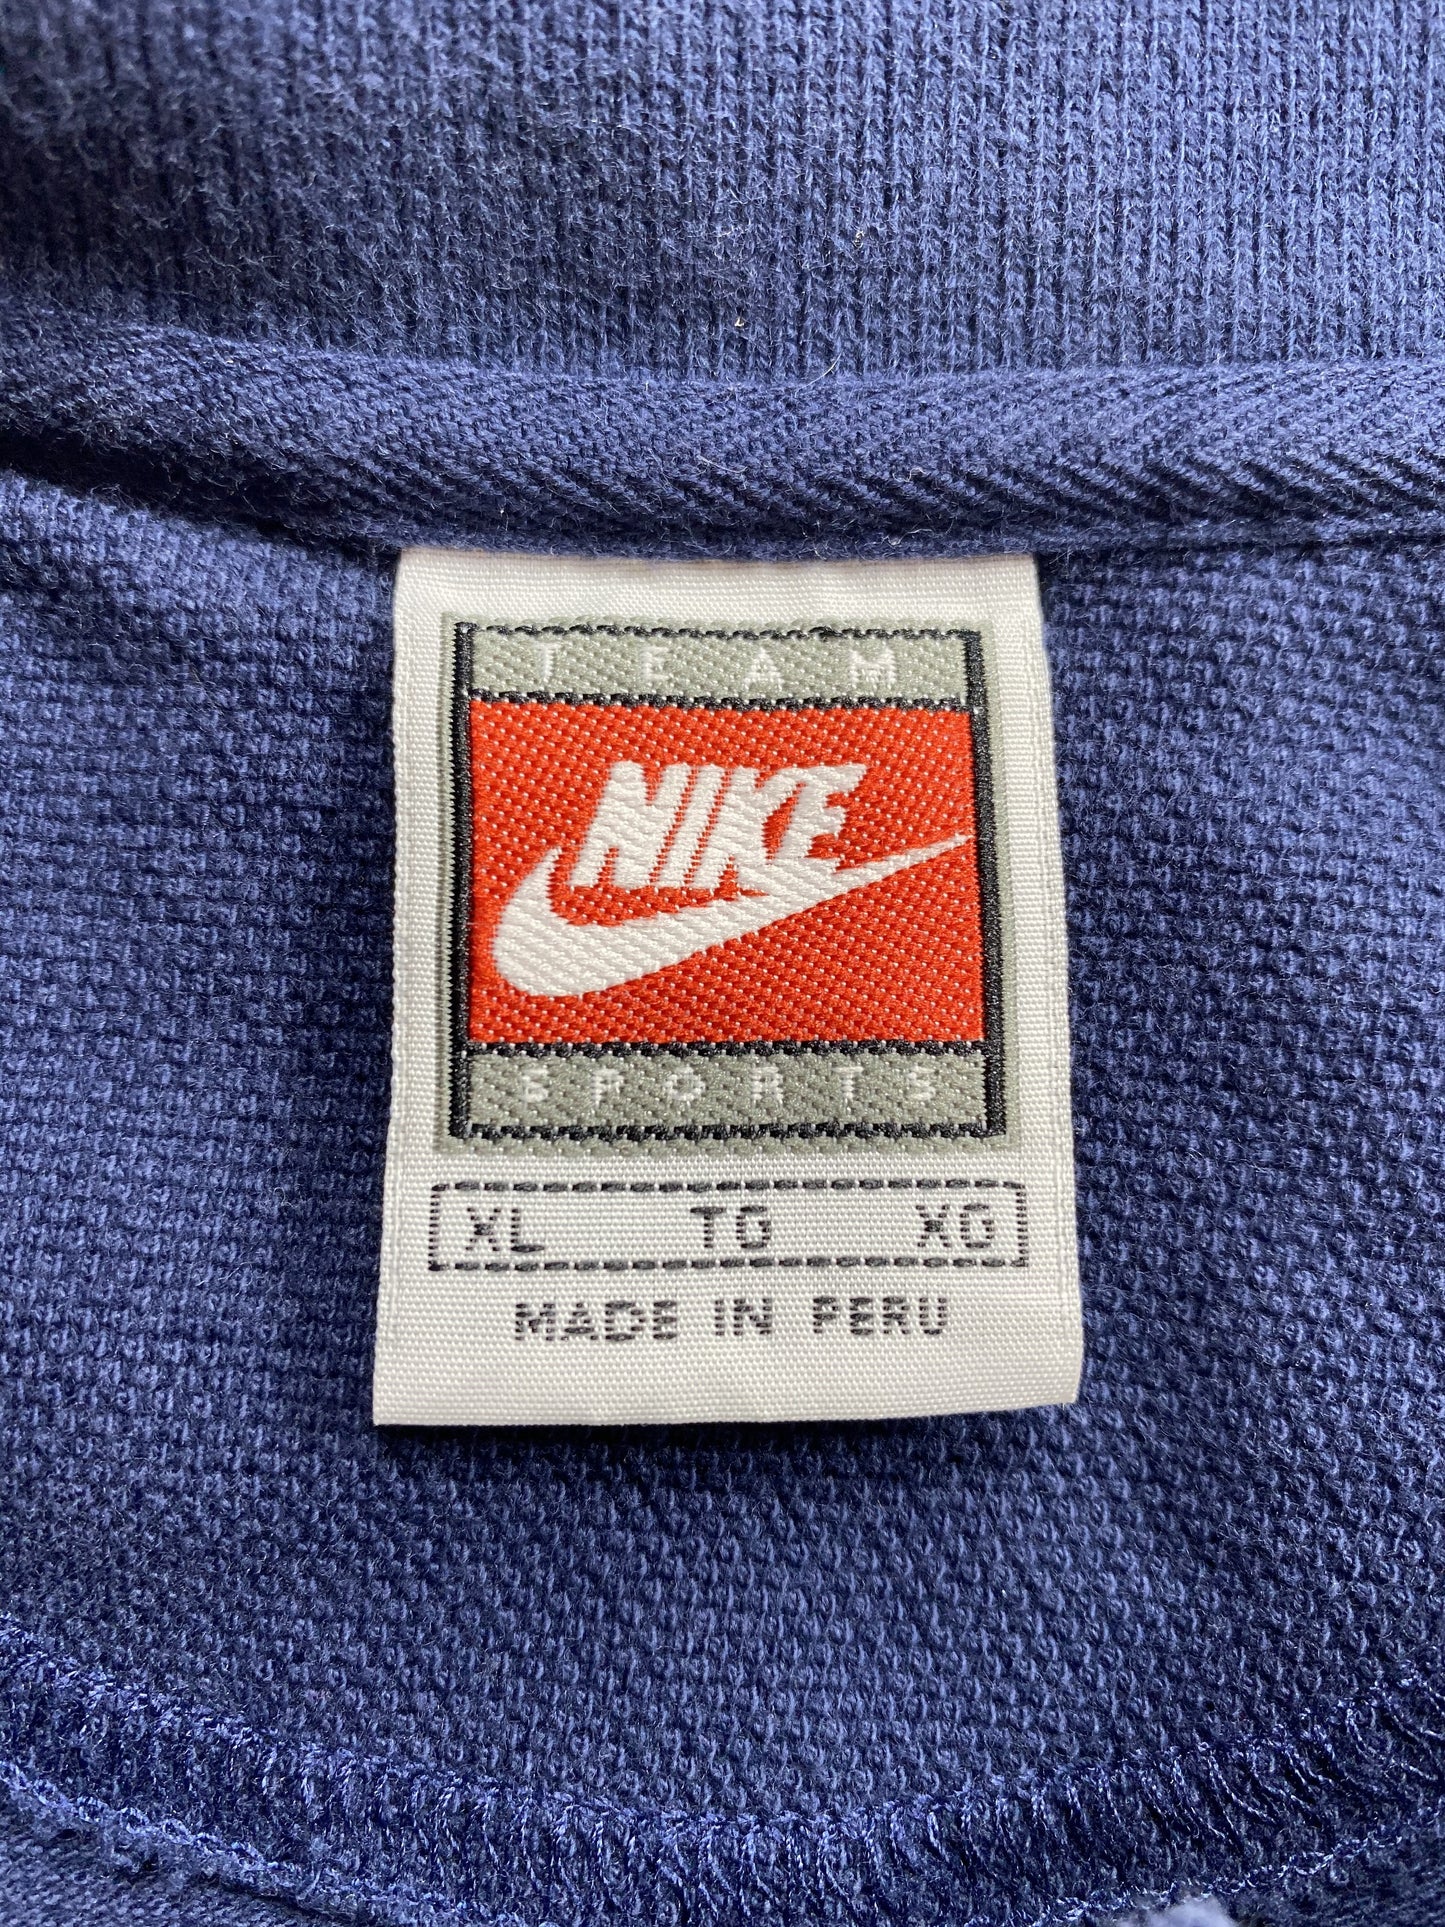 TEAM
NIKE
SPORTS
XL TG XG
MADE IN PERU